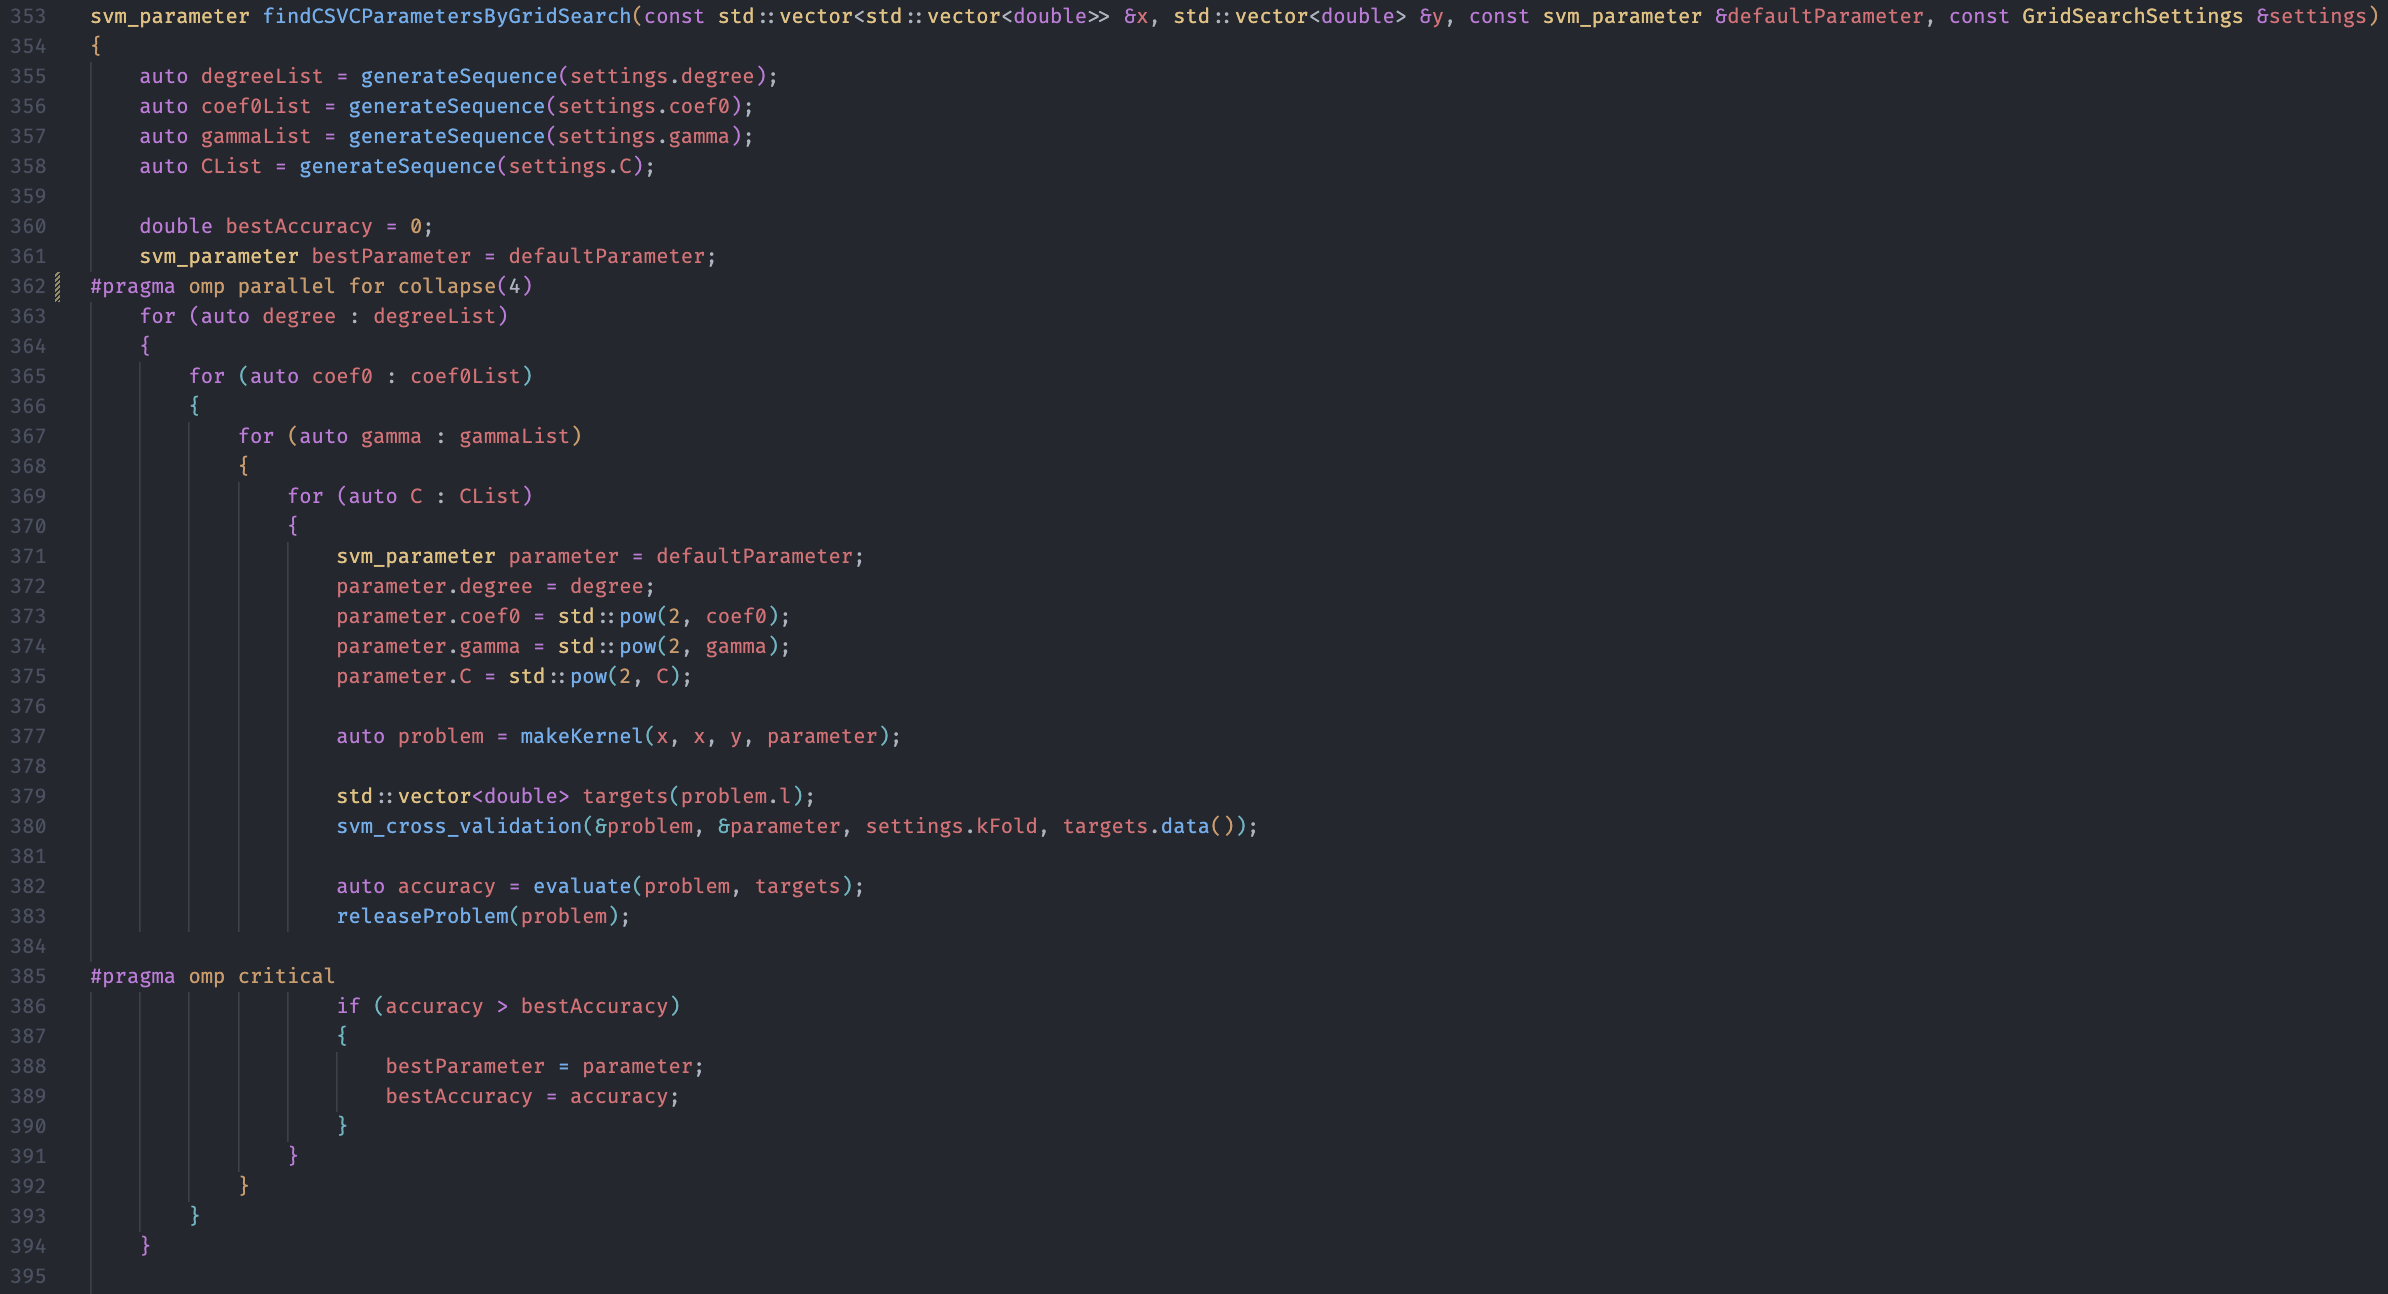 353 svm_parameter findCSVCParametersByGridSearch(const std::vector<std::vector<double>> &x, std::vector<double> &y, const svm_parameter &defaultParameter, const GridSearchSettings &settings)
354 {
355     auto degreeList = generateSequence(settings.degree);
356     auto coef0List = generateSequence(settings.coef0);
357     auto gammaList = generateSequence(settings.gamma);
358     auto CList = generateSequence(settings.C);
359
360     double bestAccuracy = 0;
361     svm_parameter bestParameter = defaultParameter;
362 #pragma omp parallel for collapse(4)
363     for (auto degree : degreeList)
364     {
365         for (auto coef0 : coef0List)
366         {
367             for (auto gamma : gammaList)
368             {
369                 for (auto C : CList)
370                 {
371                     svm_parameter parameter = defaultParameter;
372                     parameter.degree = degree;
373                     parameter.coef0 = std::pow(2, coef0);
374                     parameter.gamma = std::pow(2, gamma);
375                     parameter.C = std::pow(2, C);
376
377                     auto problem = makeKernel(x, x, y, parameter);
378
379                     std::vector<double> targets(problem.l);
380                     svm_cross_validation(&problem, &parameter, settings.kFold, targets.data());
381
382                     auto accuracy = evaluate(problem, targets);
383                     releaseProblem(problem);
384
385 #pragma omp critical
386                     if (accuracy > bestAccuracy)
387                     {
388                         bestParameter = parameter;
389                         bestAccuracy = accuracy;
390                     }
391                 }
392             }
393         }
394     }
395